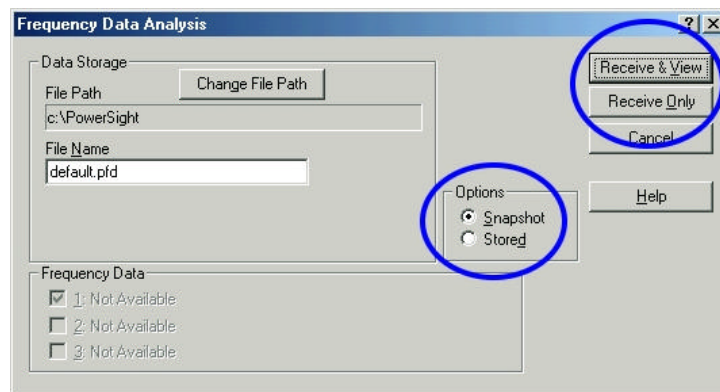 Frequency Data Analysis
Data Storage
File Path
Change File Path
c:\PowerSight
File Name
default.pfd
Receive & View
Receive Only
Cancel
Options
Snapshot
Stored
Help
Frequency Data
1: Not Available
2: Not Available
3: Not Available